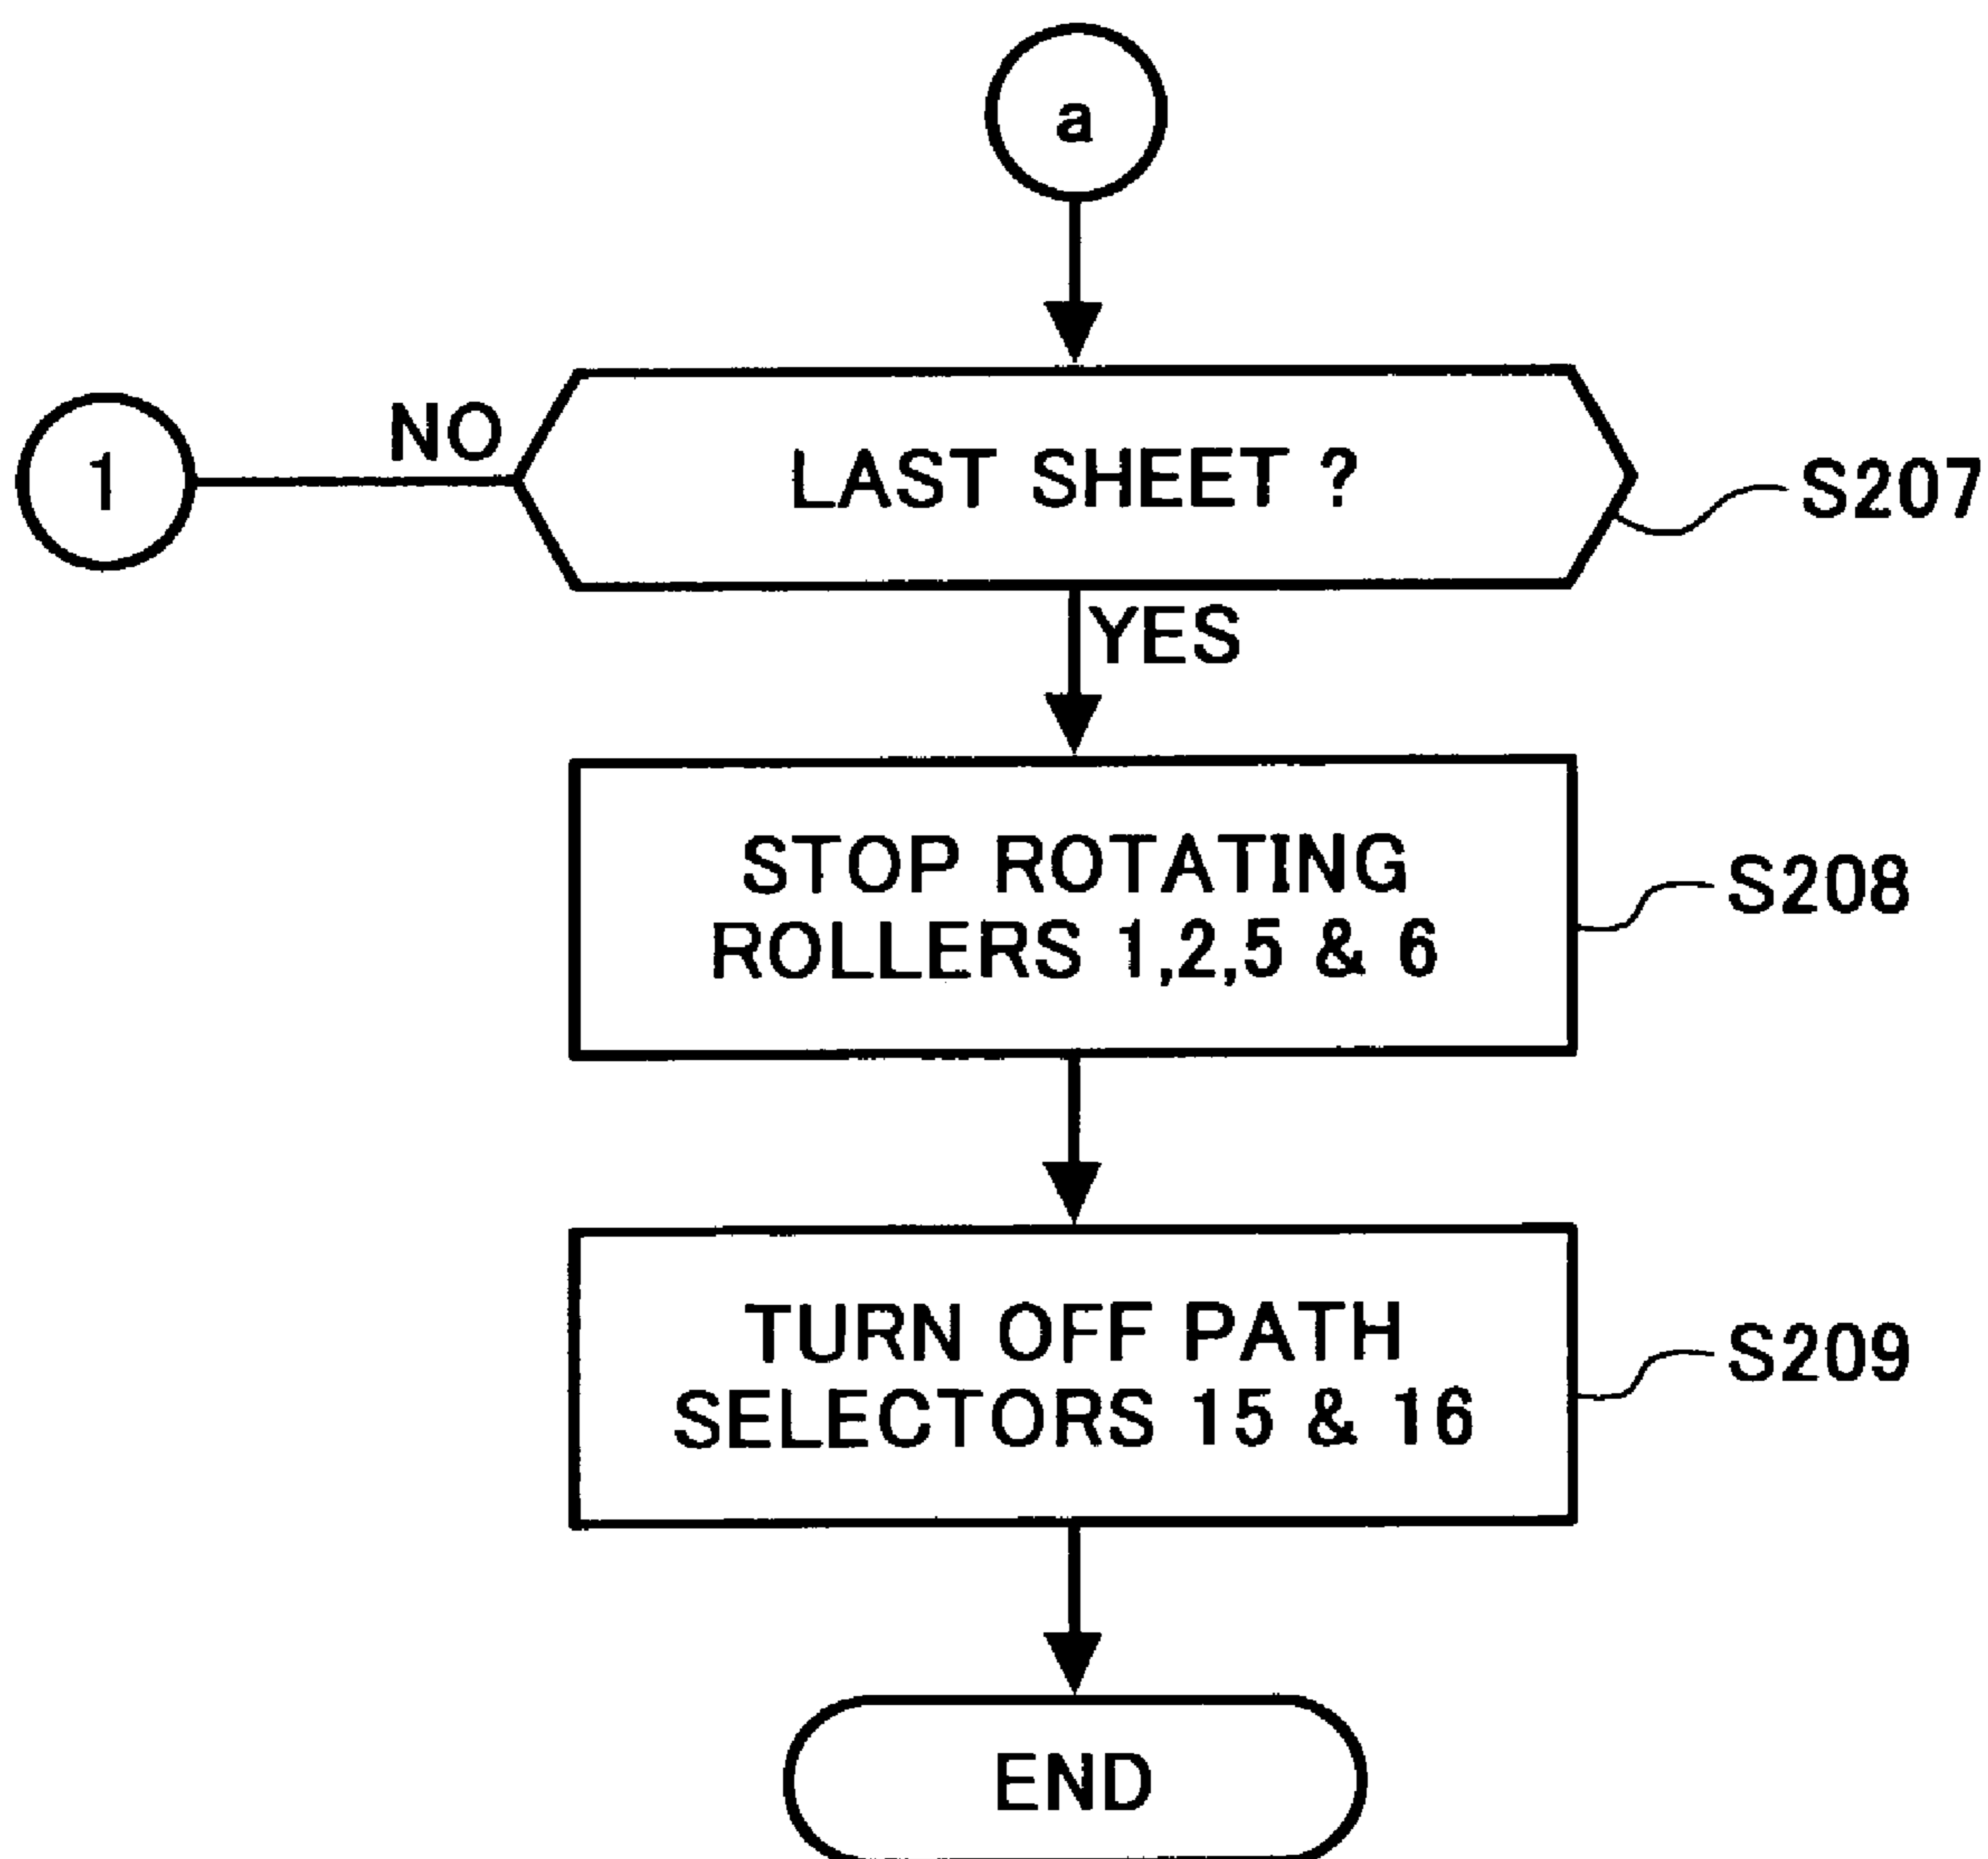 a
NO
1
LAST SHEET ?
S207
YES
STOP ROTATING
ROLLERS 1,2,5 & 6
S208
TURN OFF PATH
SELECTORS 15 & 16
S209
END